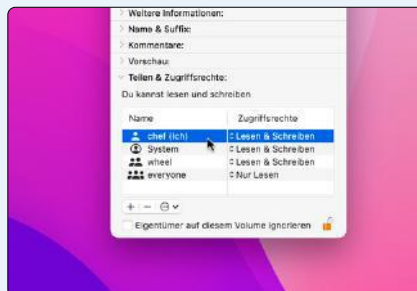 Weitere Informationen:
Name & Suffix:
Kommentare:
Vorschau:
Teilen & Zugriffsrechte:
Du kannst lesen und schreiben
Name Zugriffsrechte
chef (Ich) Lesen & Schreiben
System Lesen & Schreiben
wheel Lesen & Schreiben
everyone Nur Lesen
Eigentümer auf diesem Volume ignorieren